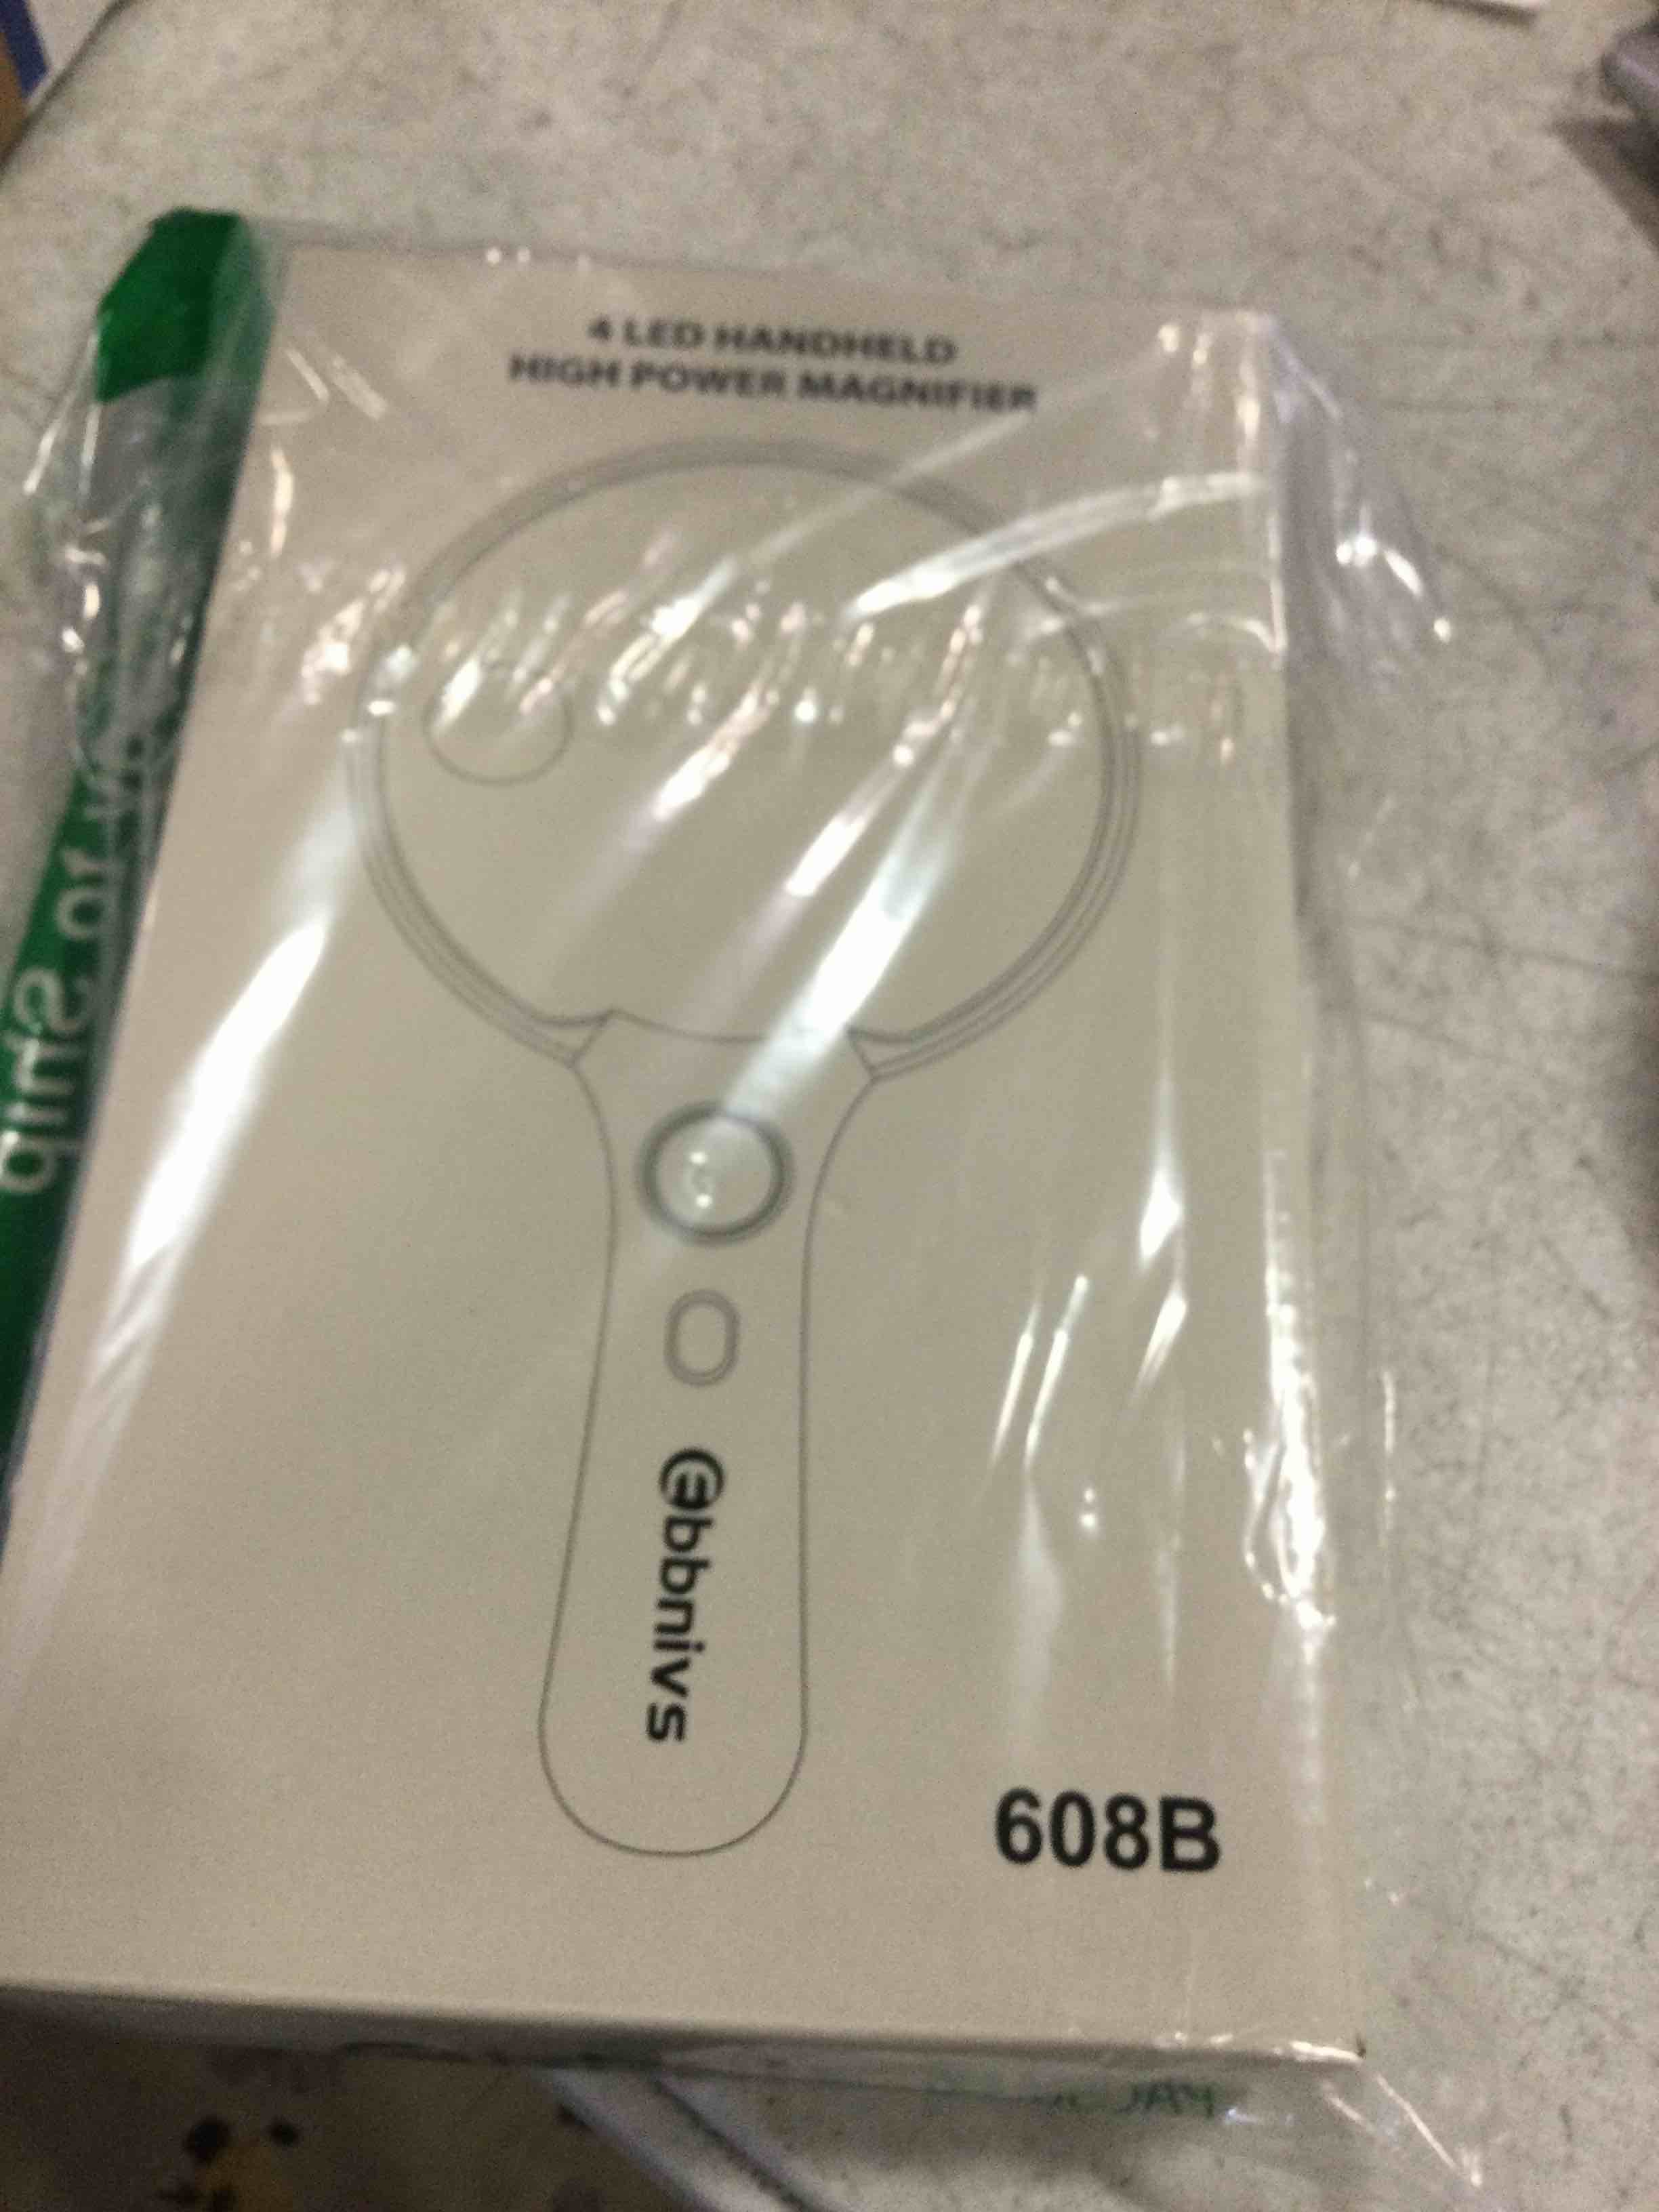 4 LED HANDHELD
HIGH POWER MAGNIFIER
ebbnivs
608B